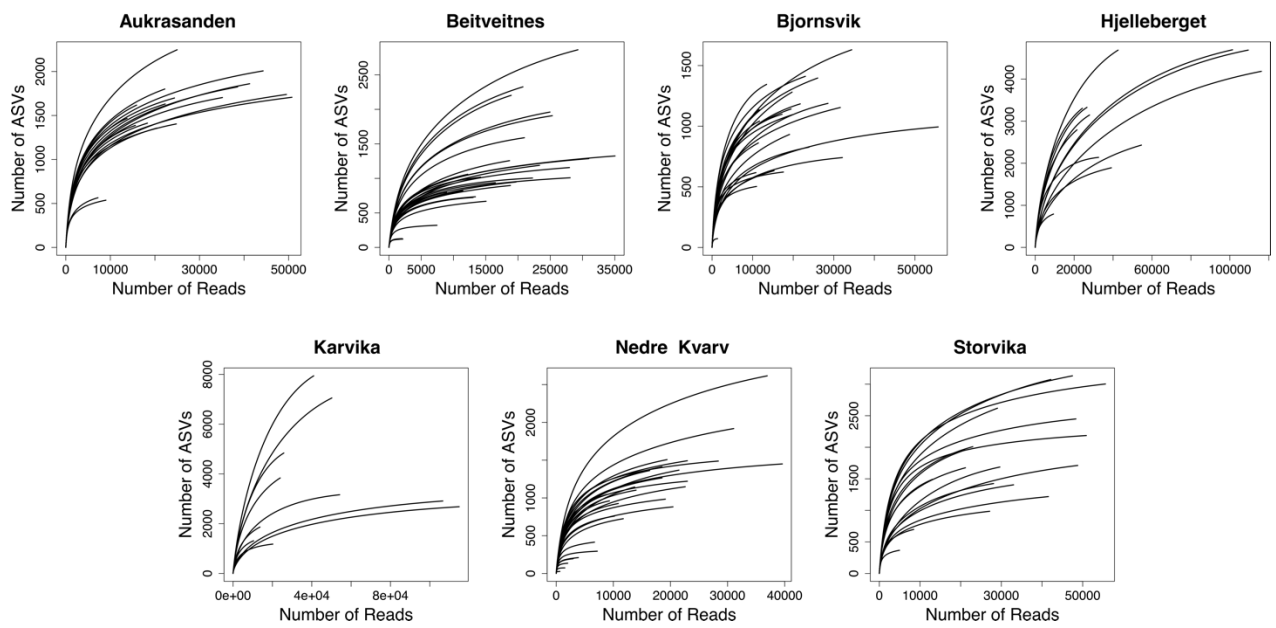 Aukrasanden
Number of ASVs
0 500 1000 1500 2000
0 10000 30000 50000
Number of Reads
Beitveitnes
Number of ASVs
0 500 1500 2500
0 5000 10000 15000 20000 25000 30000 35000
Number of Reads
Bjornsvik
Number of ASVs
0 500 1000 1500
0 10000 30000 50000
Number of Reads
Hjelleberget
Number of ASVs
0 1000 2000 3000 4000
0 20000 60000 100000
Number of Reads
Karvika
Number of ASVs
0 2000 4000 6000 8000
0e+00 4e+04 8e+04
Number of Reads
Nedre Kvarv
Number of ASVs
0 500 1000 2000
0 10000 20000 30000 40000
Number of Reads
Storvika
Number of ASVs
0 500 1500 2500
0 10000 30000 50000
Number of Reads